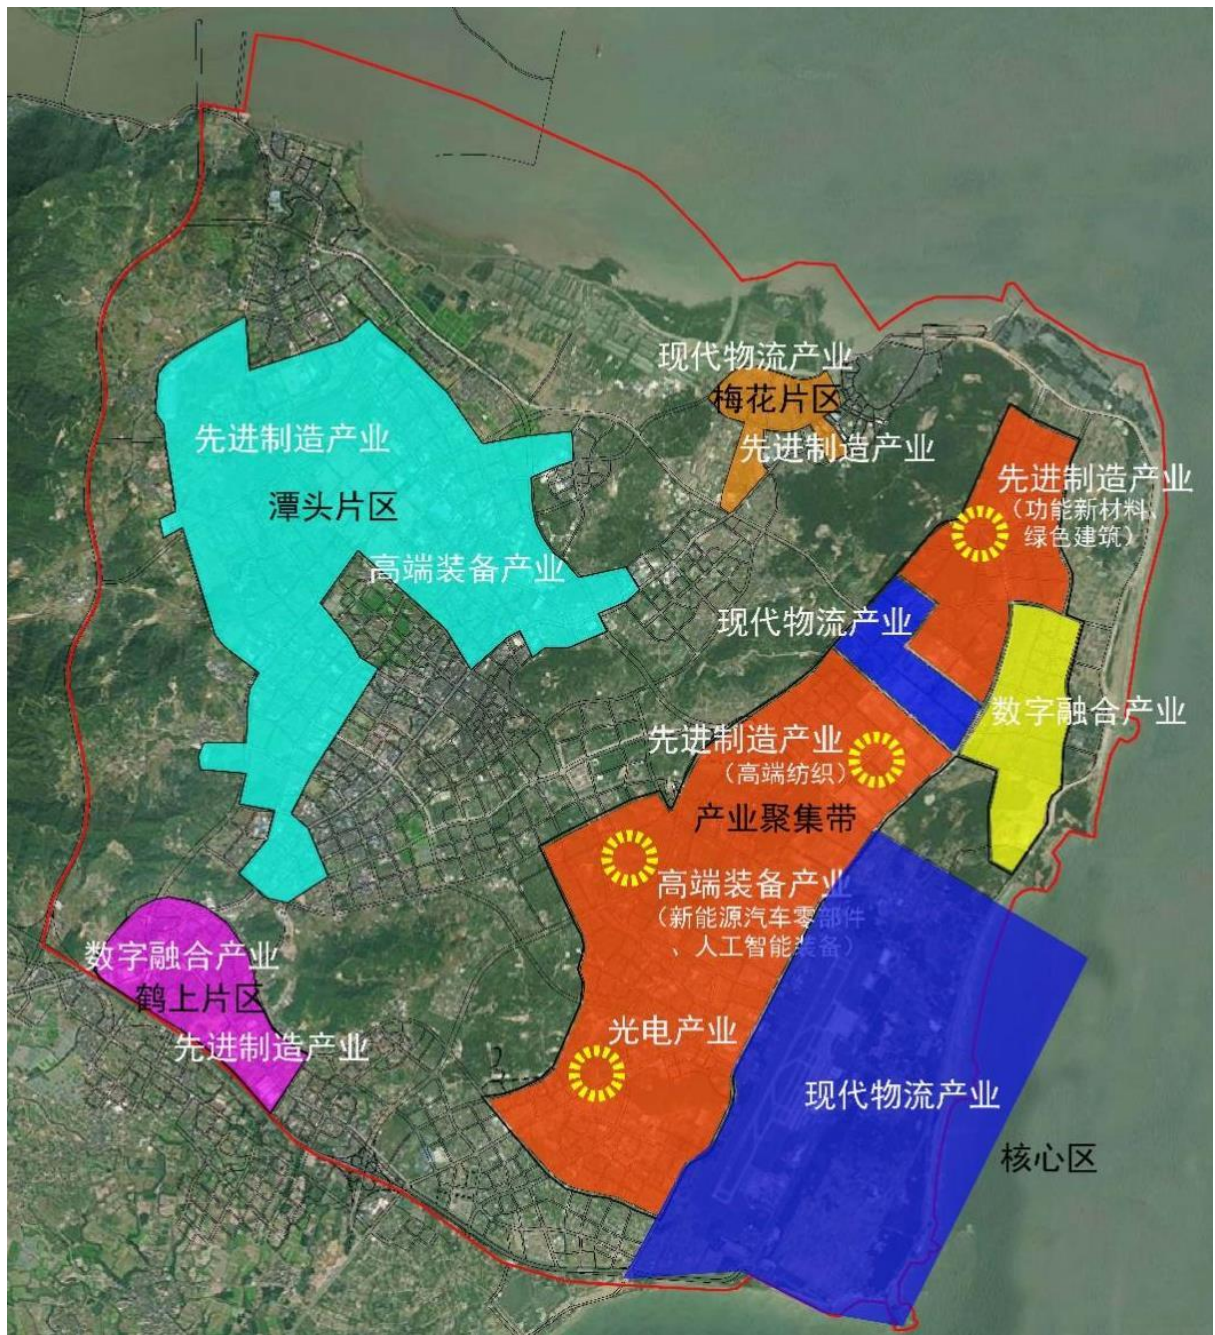 现代物流产业
梅花片区
先进制造产业
先进制造产业
潭头片区
高端装备产业
先进制造产业
（功能新材料、
绿色建筑）
现代物流产业
数字融合产业
先进制造产业
（高端纺织）
产业聚集带
高端装备产业
（新能源汽车零部件
、人工智能装备）
数字融合产业
鹤上片区
先进制造产业
光电产业
现代物流产业
核心区